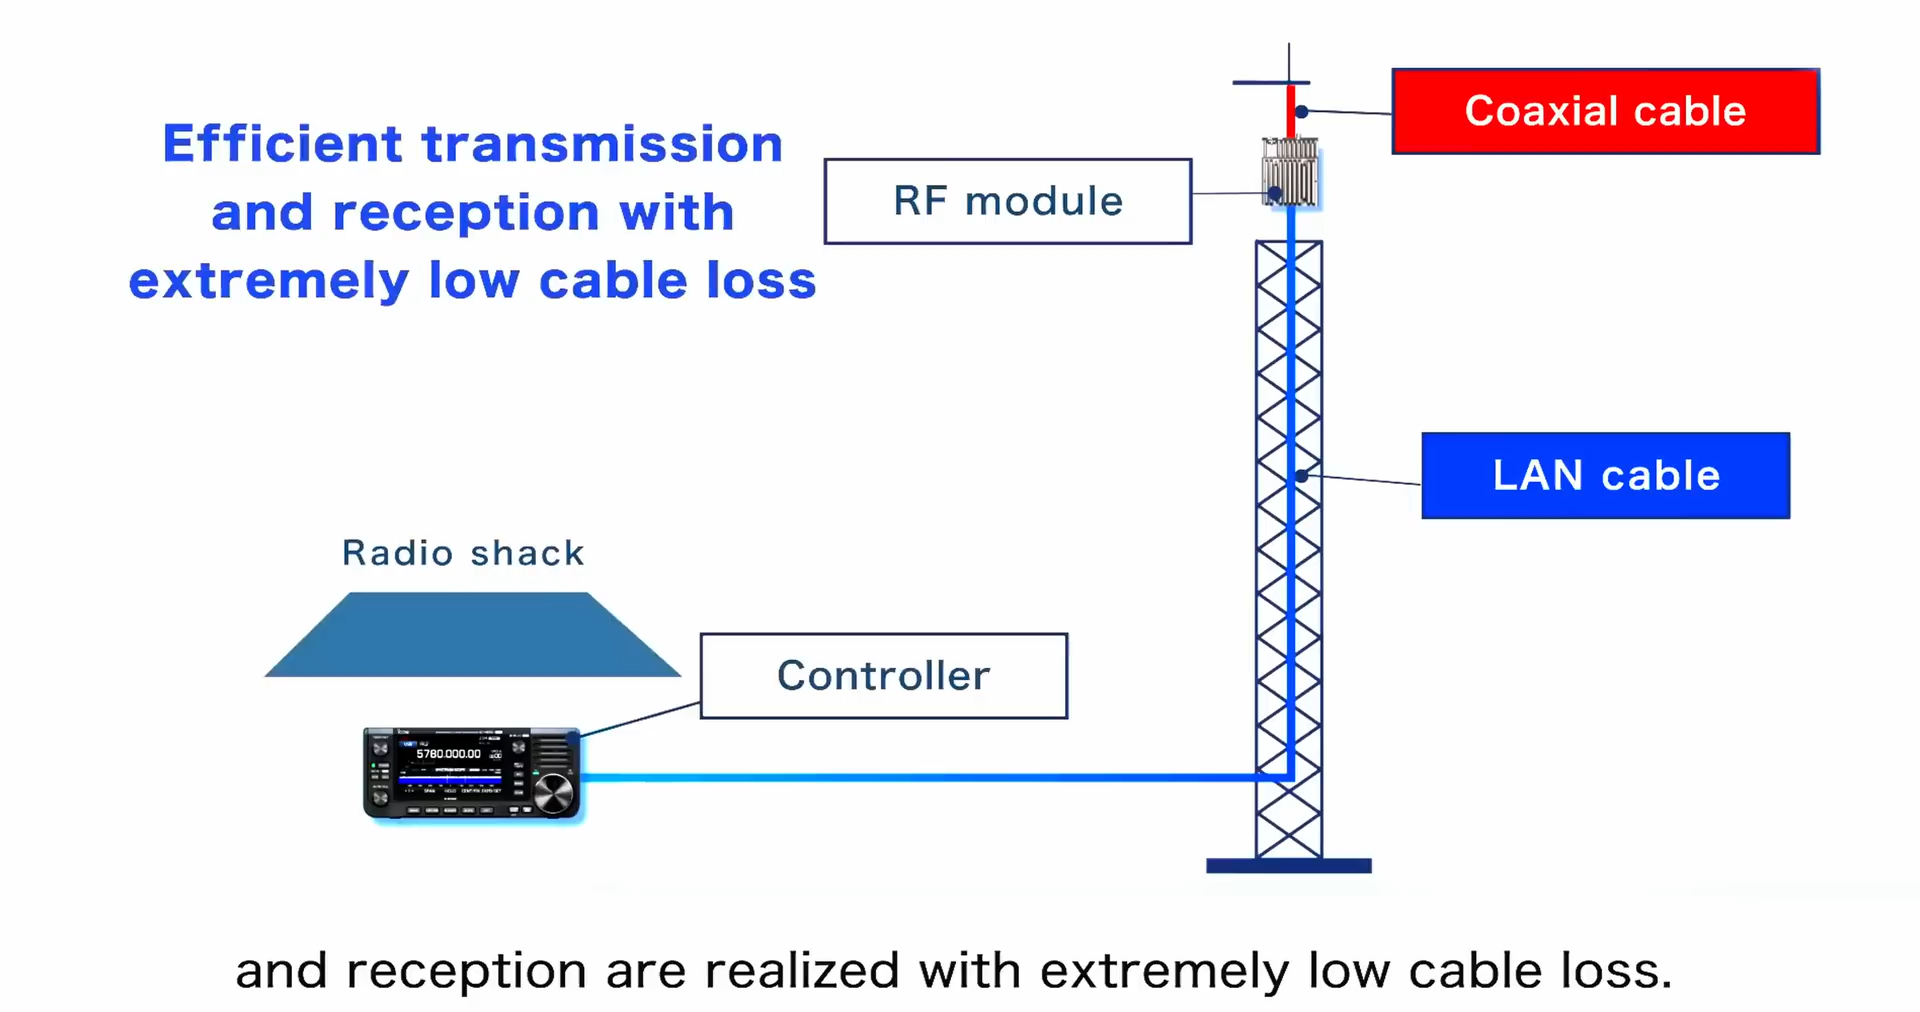 Efficient transmission
and reception with
extremely low cable loss
Coaxial cable
RF module
LAN cable
Radio shack
Controller
5780.000.00
and reception are realized with extremely low cable loss.